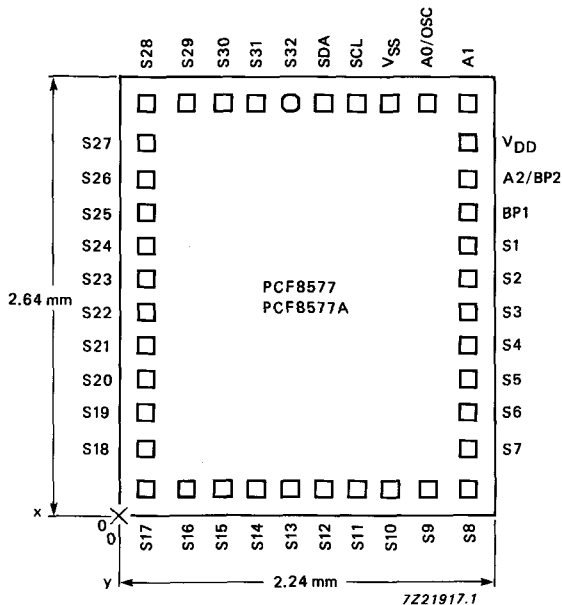 S28 S29 S30 S31 S32 SDA SCL VSS A0/OSC A1
S27 VDD
S26 A2/BP2
S25 BP1
S24 S1
S23 PCF8577 S2
2.64 mm S22 PCF8577A S3
S21 S4
S20 S5
S19 S6
S18 S7
x 0
0 S17 S16 S15 S14 S13 S12 S11 S10 S9 S8
y 2.24 mm
7Z21917.1